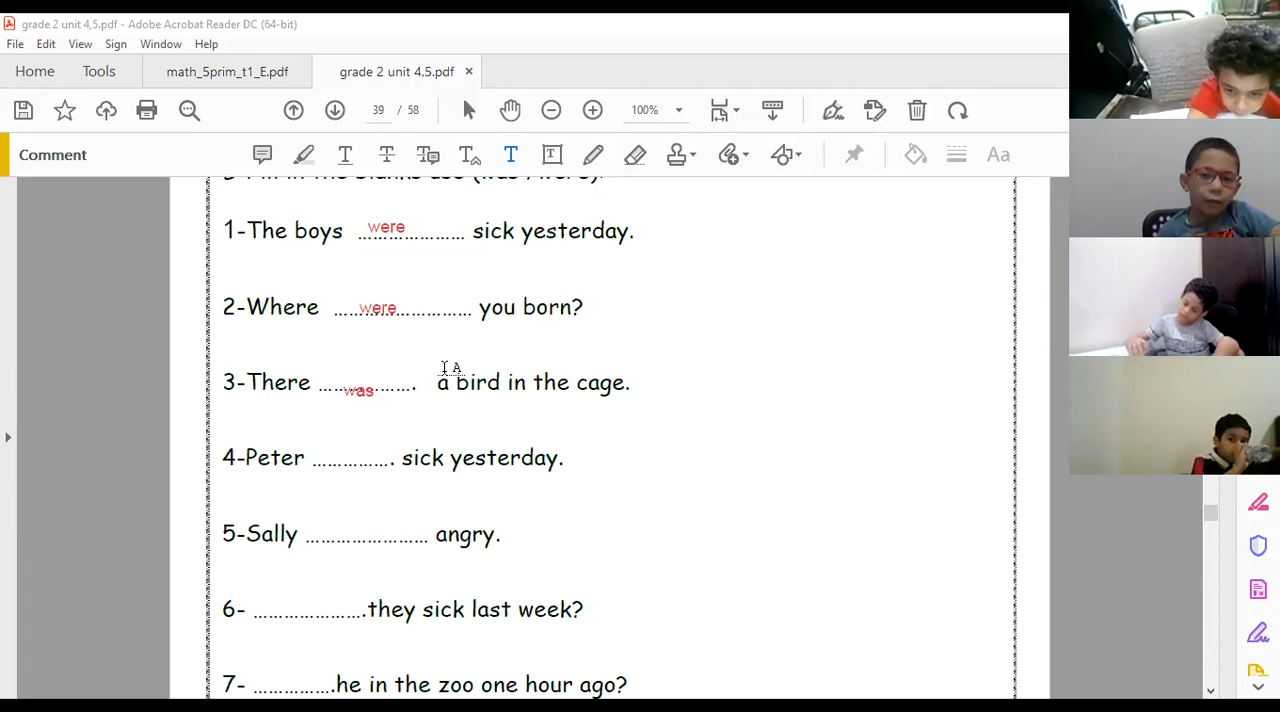 grade 2 unit 4,5.pdf - Adobe Acrobat Reader DC (64-bit)
File Edit View Sign Window Help
Home Tools math_5prim_t1_E.pdf grade 2 unit 4,5.pdf ×
39 / 58 100%
Comment
Aa
1-The boys were ..................... sick yesterday.
2-Where were ........................... you born?
3-There was ................... a bird in the cage.
4-Peter ............... sick yesterday.
5-Sally ........................ angry.
6- ......................they sick last week?
7- ................he in the zoo one hour ago?